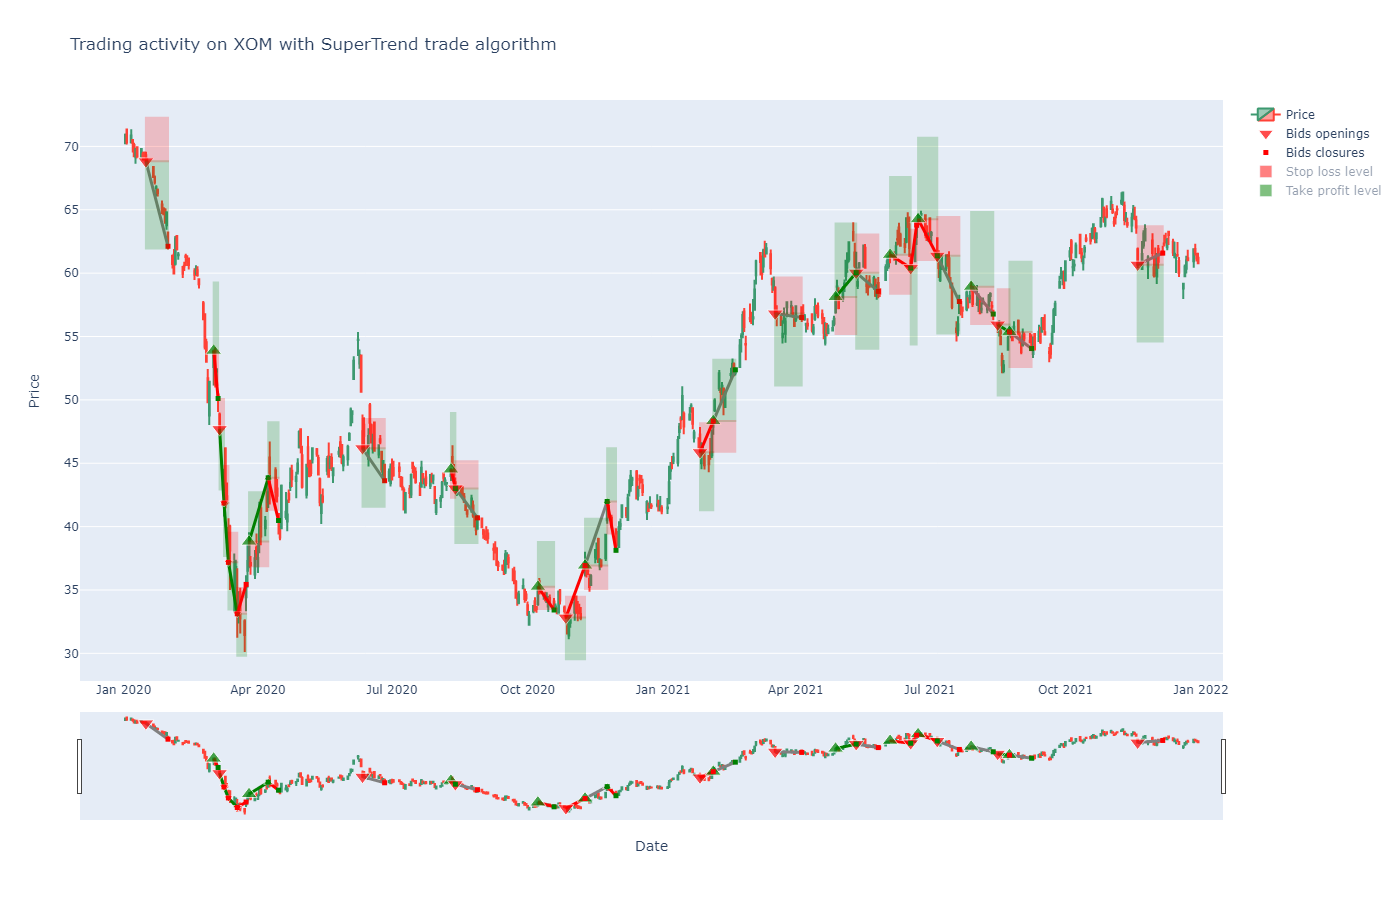 Trading activity on XOM with SuperTrend trade algorithm
Price
Bids openings
Bids closures
Stop loss level
Take profit level
70
65
60
55
50
45
40
35
30
Price
Jan 2020
Apr 2020
Jul 2020
Oct 2020
Jan 2021
Apr 2021
Jul 2021
Oct 2021
Jan 2022
Date